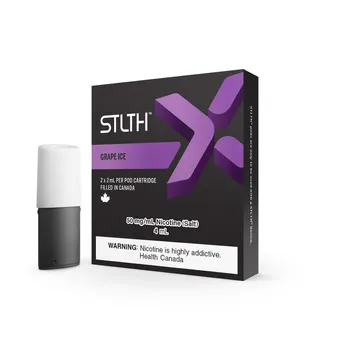 STLTH
GRAPE ICE
2 x 2 mL PER POD CARTRIDGE
FILLED IN CANADA
50 mg/mL Nicotine (Salt)
4 mL
WARNING: Nicotine is highly addictive.
Health Canada